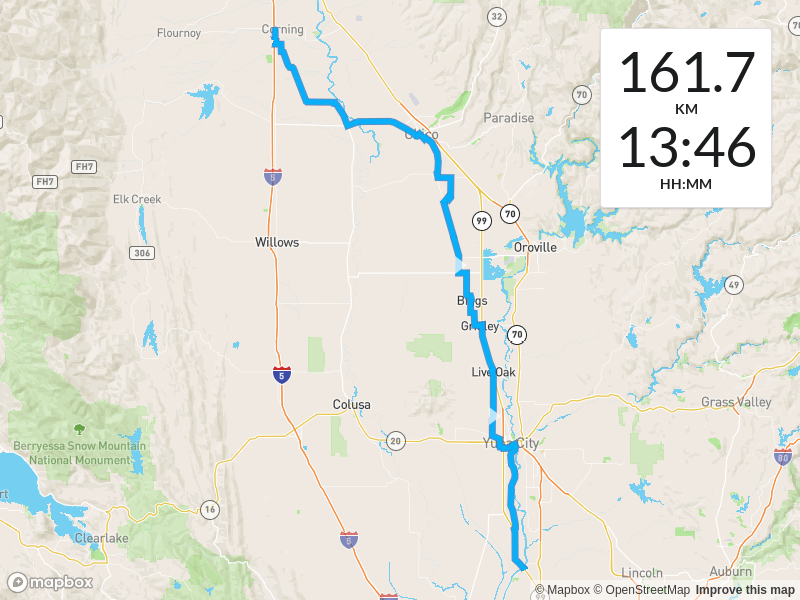 32
70
Corning
Flournoy
99
161.7
KM
13:46
HH:MM
70
Paradise
Chico
FH7
FH7
5
Elk Creek
99
70
Willows
306
Oroville
49
Biggs
Gridley
70
5
Live Oak
Colusa
Grass Valley
20
Yuba City
Berryessa Snow Mountain
National Monument
80
16
Clearlake
5
Lincoln
Auburn
mapbox
© Mapbox © OpenStreetMap Improve this map